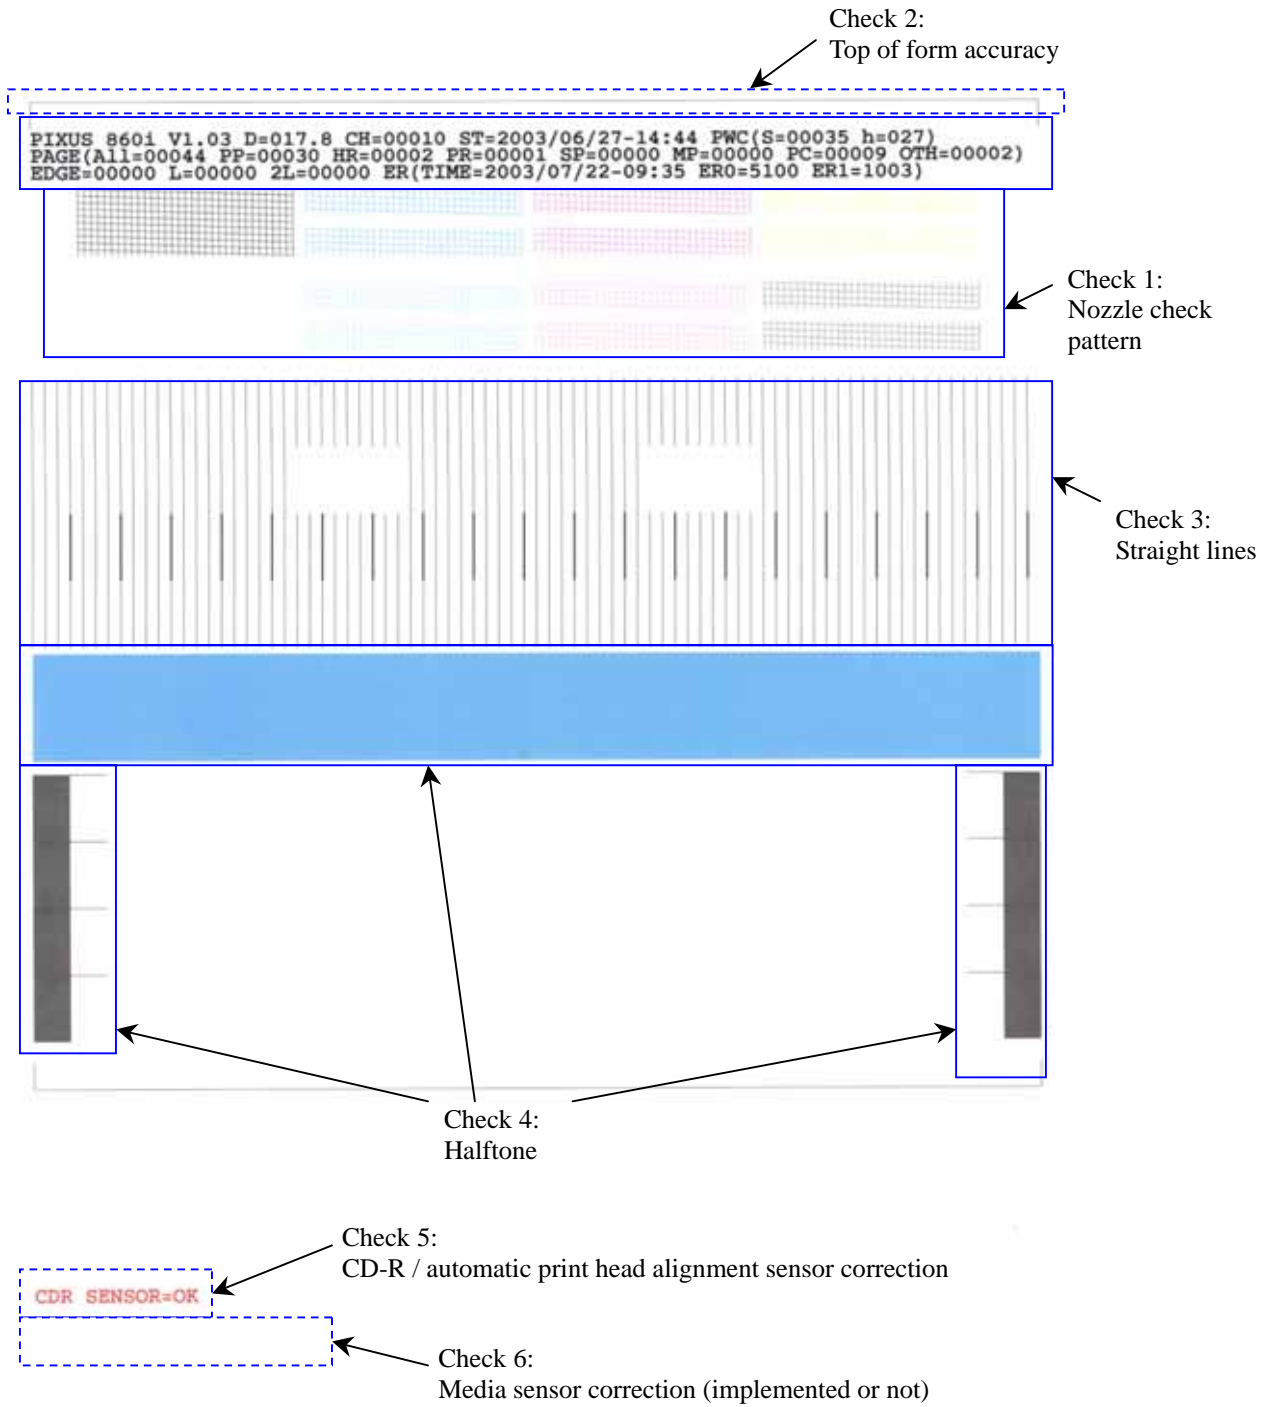 Check 2:
Top of form accuracy
PIXUS 860i V1.03 D=017.8 CH=00010 ST=2003/06/27-14:44 PWC(S=00035 h=027)
PAGE(All=00044 PP=00030 HR=00002 PR=00001 SP=00000 MP=00000 PC=00009 OTH=00002)
EDGE=00000 L=00000 2L=00000 ER(TIME=2003/07/22-09:35 ER0=5100 ER1=1003)
Check 1:
Nozzle check
pattern
Check 3:
Straight lines
Check 4:
Halftone
Check 5:
CD-R / automatic print head alignment sensor correction
CDR SENSOR=OK
Check 6:
Media sensor correction (implemented or not)